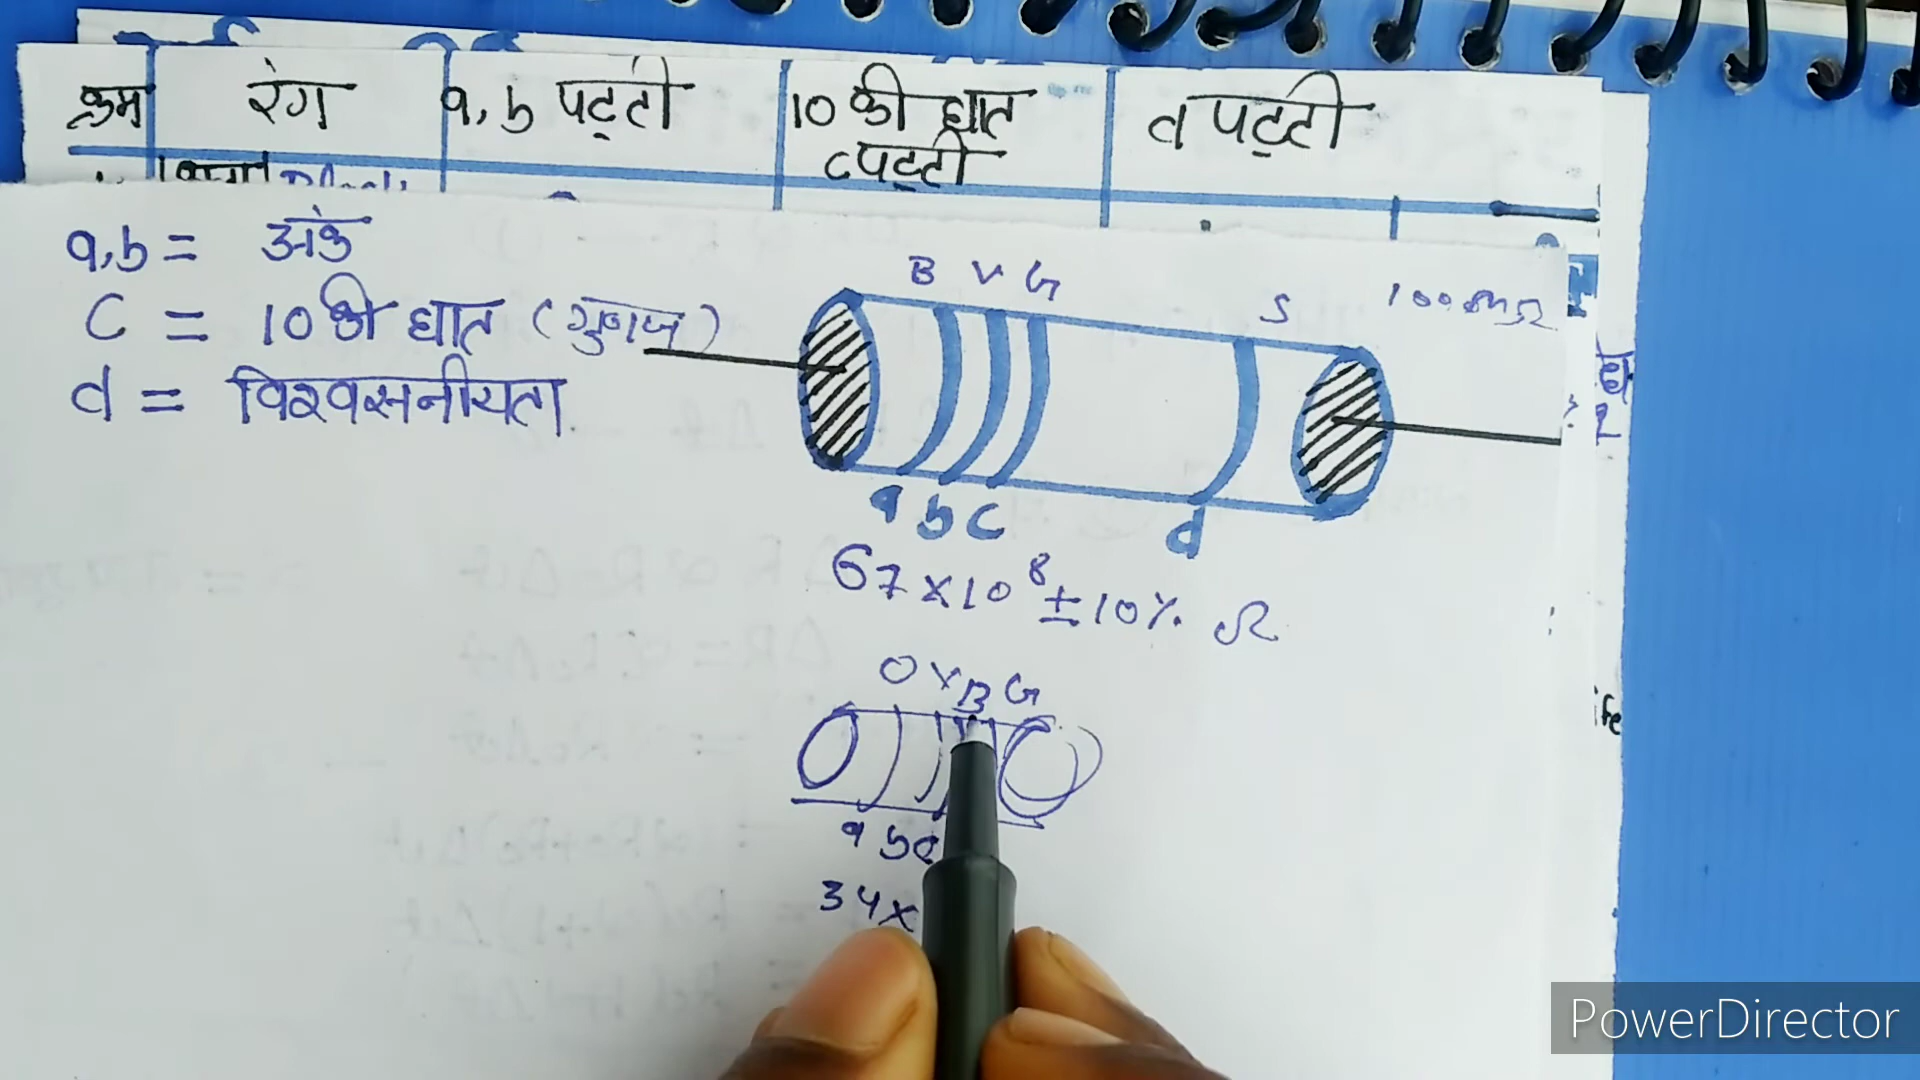 क्रम रंग a, b पट्टी 10 की घात d पट्टी
c पट्टी
a,b = अंक
C = 10 की घात (गुणज)
d = विश्वसनीयता
B V G S
a b c d
67 × 10⁸ ± 10% Ω
O Y B G
a b c
34 ×
PowerDirector